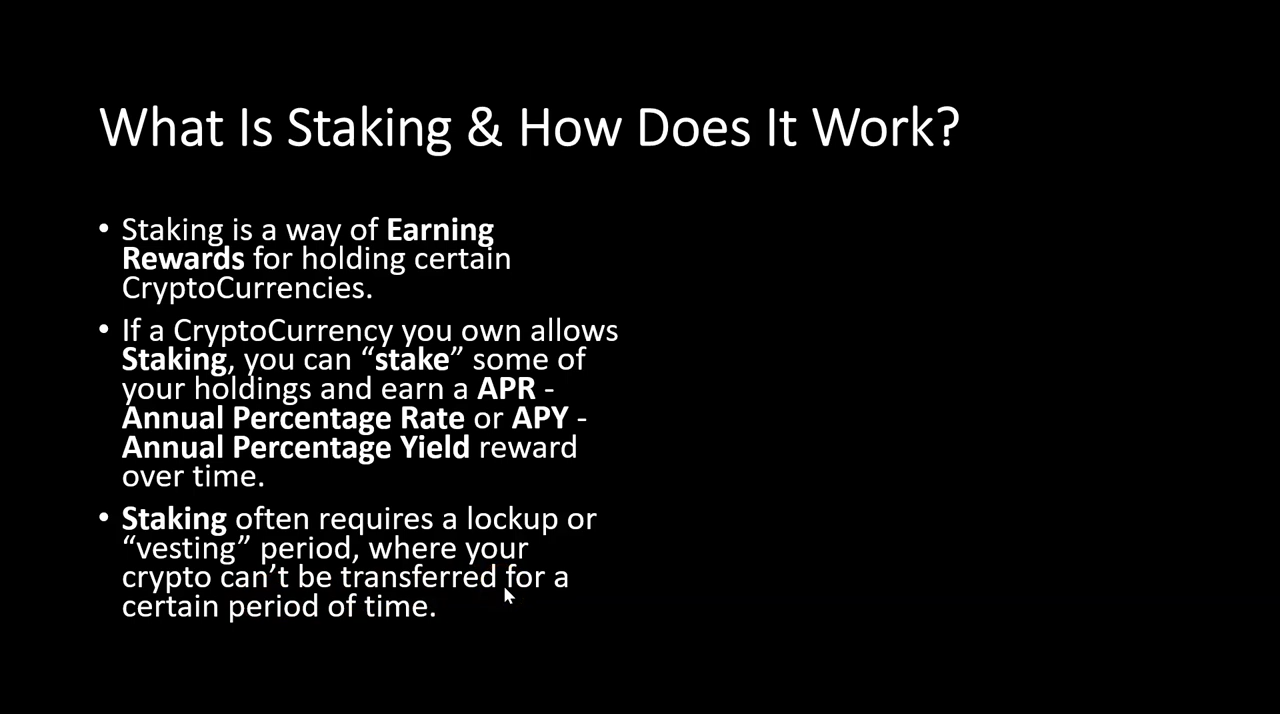 What Is Staking & How Does It Work?
• Staking is a way of Earning
Rewards for holding certain
CryptoCurrencies.
• If a CryptoCurrency you own allows
Staking, you can “stake” some of
your holdings and earn a APR -
Annual Percentage Rate or APY -
Annual Percentage Yield reward
over time.
• Staking often requires a lockup or
“vesting” period, where your
crypto can’t be transferred for a
certain period of time.